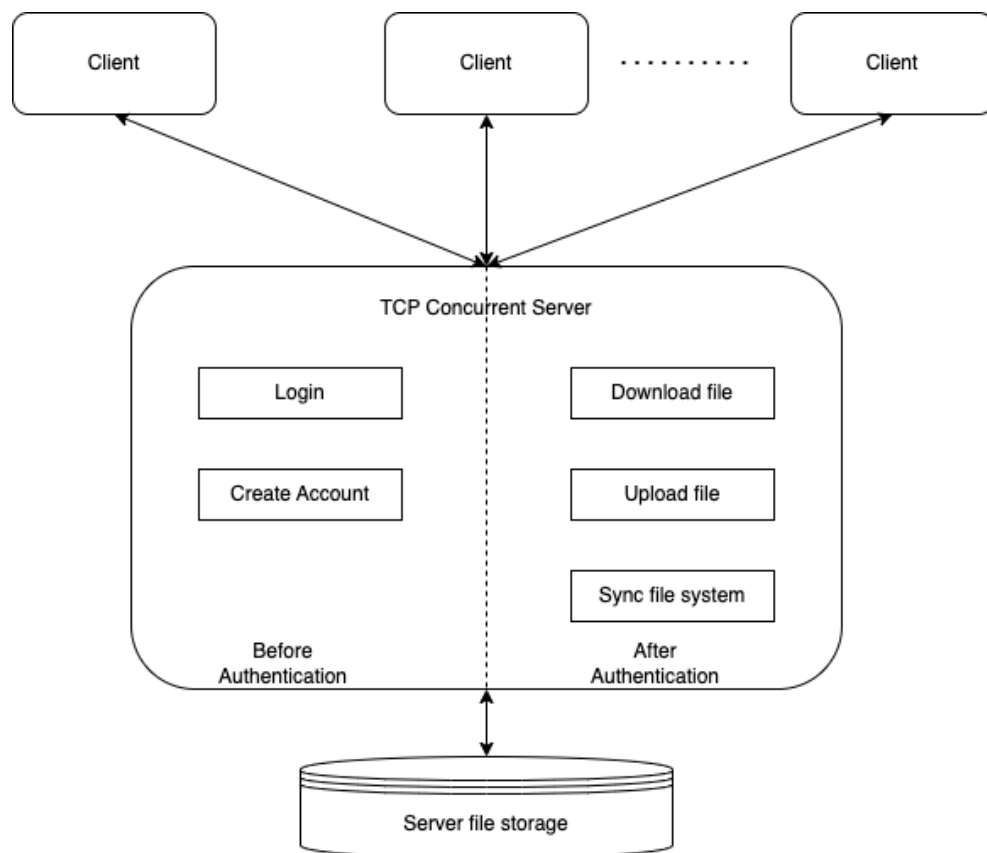 Client
Client
Client
TCP Concurrent Server
Login
Download file
Create Account
Upload file
Sync file system
Before
Authentication
After
Authentication
Server file storage